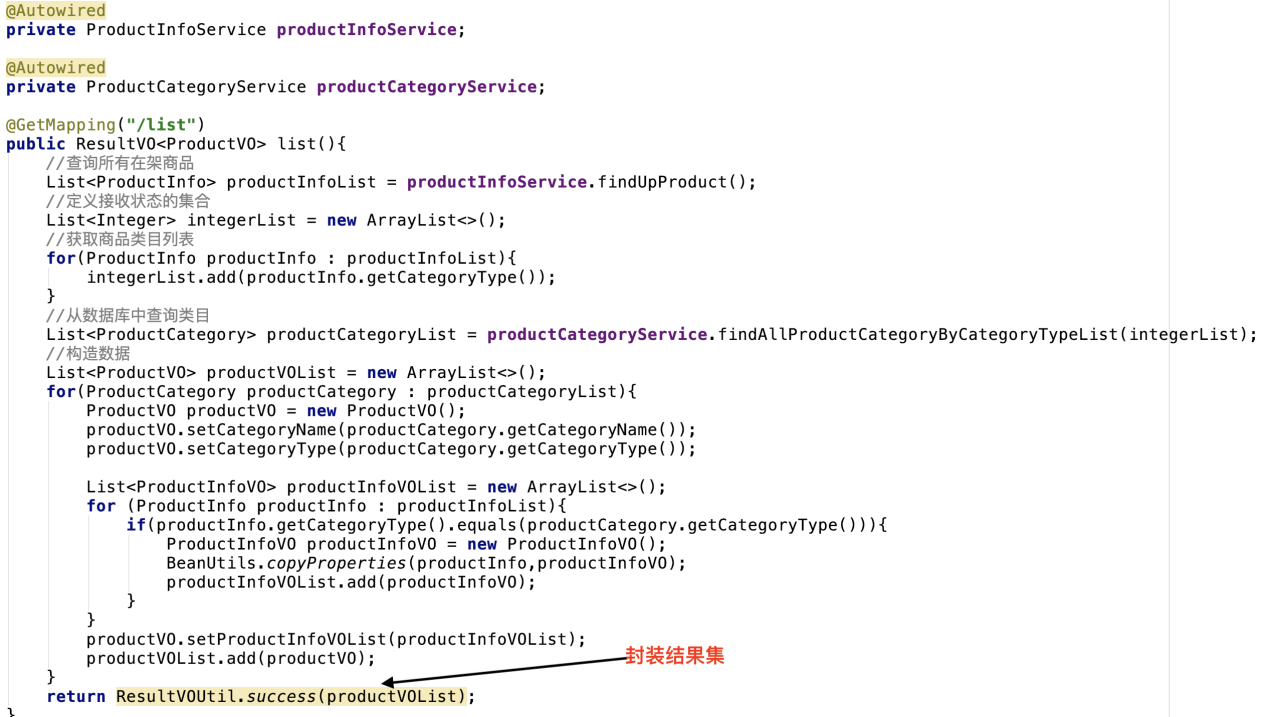 @Autowired
private ProductInfoService productInfoService;
@Autowired
private ProductCategoryService productCategoryService;
@GetMapping("/list")
public ResultVO<ProductVO> list(){
//查询所有在架商品
List<ProductInfo> productInfoList = productInfoService.findUpProduct();
//定义接收状态的集合
List<Integer> integerList = new ArrayList<>();
//获取商品类目列表
for(ProductInfo productInfo : productInfoList){
integerList.add(productInfo.getCategoryType());
}
//从数据库中查询类目
List<ProductCategory> productCategoryList = productCategoryService.findAllProductCategoryByCategoryTypeList(integerList);
//构造数据
List<ProductVO> productVOList = new ArrayList<>();
for(ProductCategory productCategory : productCategoryList){
ProductVO productVO = new ProductVO();
productVO.setCategoryName(productCategory.getCategoryName());
productVO.setCategoryType(productCategory.getCategoryType());
List<ProductInfoVO> productInfoVOList = new ArrayList<>();
for (ProductInfo productInfo : productInfoList){
if(productInfo.getCategoryType().equals(productCategory.getCategoryType())){
ProductInfoVO productInfoVO = new ProductInfoVO();
BeanUtils.copyProperties(productInfo,productInfoVO);
productInfoVOList.add(productInfoVO);
}
}
productVO.setProductInfoVOList(productInfoVOList);
productVOList.add(productVO);
封装结果集
}
return ResultVOUtil.success(productVOList);
}